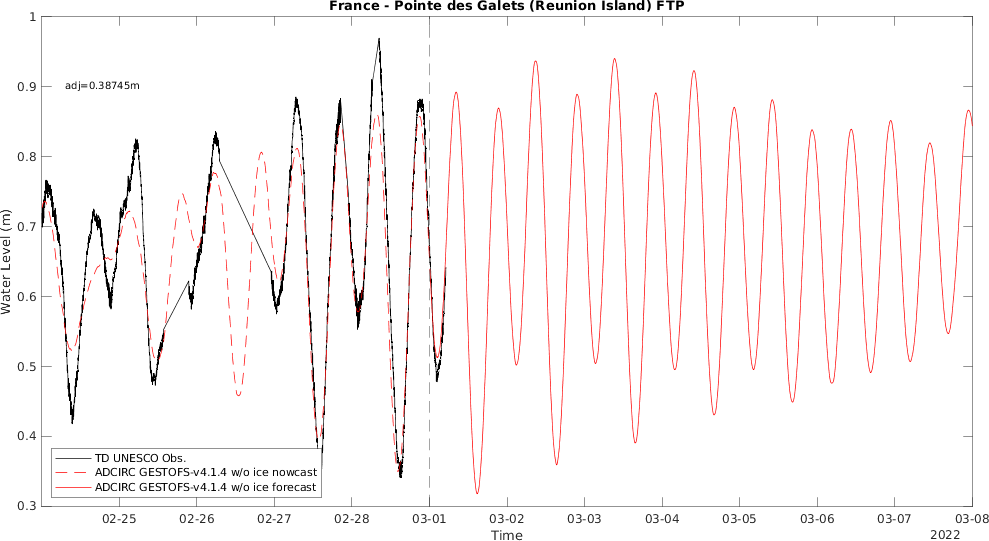 France - Pointe des Galets (Reunion Island) FTP
1
0.9
0.8
0.7
0.6
0.5
0.4
0.3
Water Level (m)
adj=0.38745m
TD UNESCO Obs.
ADCIRC GESTOFS-v4.1.4 w/o ice nowcast
ADCIRC GESTOFS-v4.1.4 w/o ice forecast
02-25 02-26 02-27 02-28 03-01 03-02 03-03 03-04 03-05 03-06 03-07 03-08
Time
2022